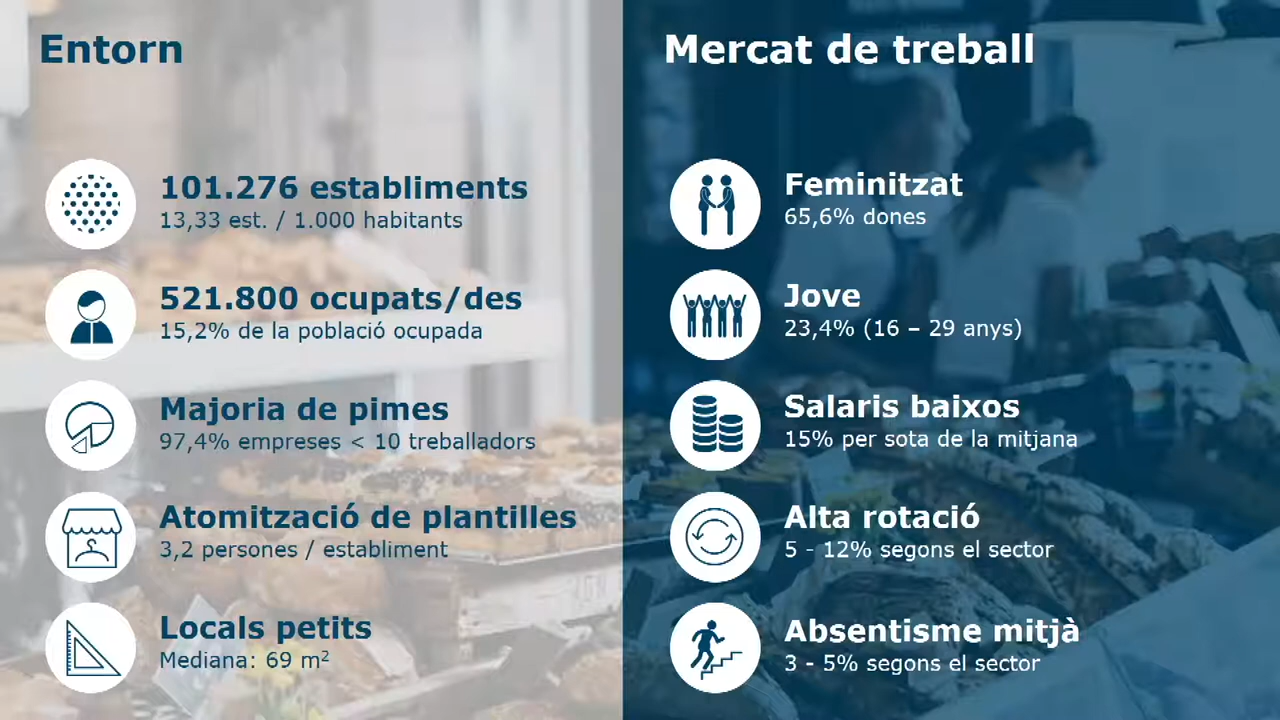 Entorn
101.276 establiments
13,33 est. / 1.000 habitants
521.800 ocupats/des
15,2% de la població ocupada
Majoria de pimes
97,4% empreses < 10 treballadors
Atomització de plantilles
3,2 persones / establiment
Locals petits
Mediana: 69 m²
Mercat de treball
Feminitzat
65,6% dones
Jove
23,4% (16 – 29 anys)
Salaris baixos
15% per sota de la mitjana
Alta rotació
5 - 12% segons el sector
Absentisme mitjà
3 - 5% segons el sector